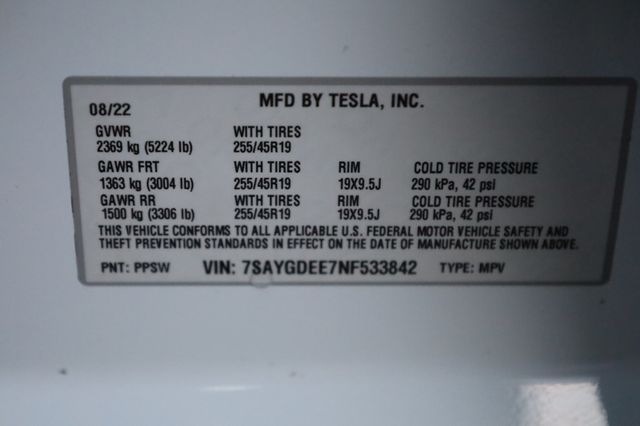 MFD BY TESLA, INC.
08/22
GVWR WITH TIRES
2369 kg (5224 lb) 255/45R19
GAWR FRT WITH TIRES RIM COLD TIRE PRESSURE
1363 kg (3004 lb) 255/45R19 19X9.5J 290 kPa, 42 psi
GAWR RR WITH TIRES RIM COLD TIRE PRESSURE
1500 kg (3306 lb) 255/45R19 19X9.5J 290 kPa, 42 psi
THIS VEHICLE CONFORMS TO ALL APPLICABLE U.S. FEDERAL MOTOR VEHICLE SAFETY AND
THEFT PREVENTION STANDARDS IN EFFECT ON THE DATE OF MANUFACTURE SHOWN ABOVE.
PNT: PPSW VIN: 7SAYGDEE7NF533842 TYPE: MPV